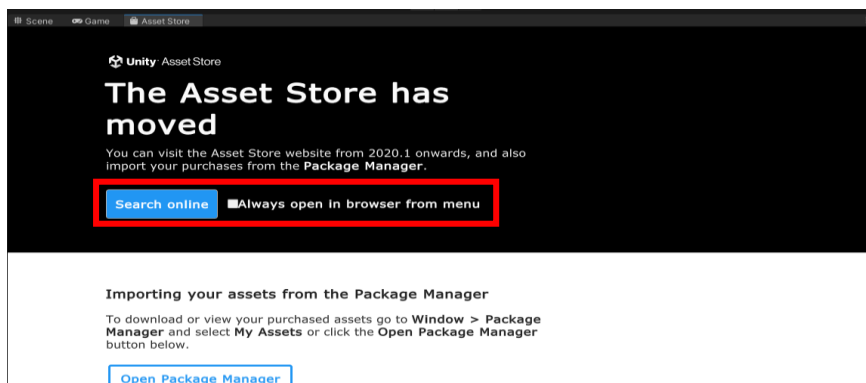 Scene Game Asset Store
Unity Asset Store
The Asset Store has
moved
You can visit the Asset Store website from 2020.1 onwards, and also
import your purchases from the Package Manager.
Search online Always open in browser from menu
Importing your assets from the Package Manager
To download or view your purchased assets go to Window > Package
Manager and select My Assets or click the Open Package Manager
button below.
Open Package Manager